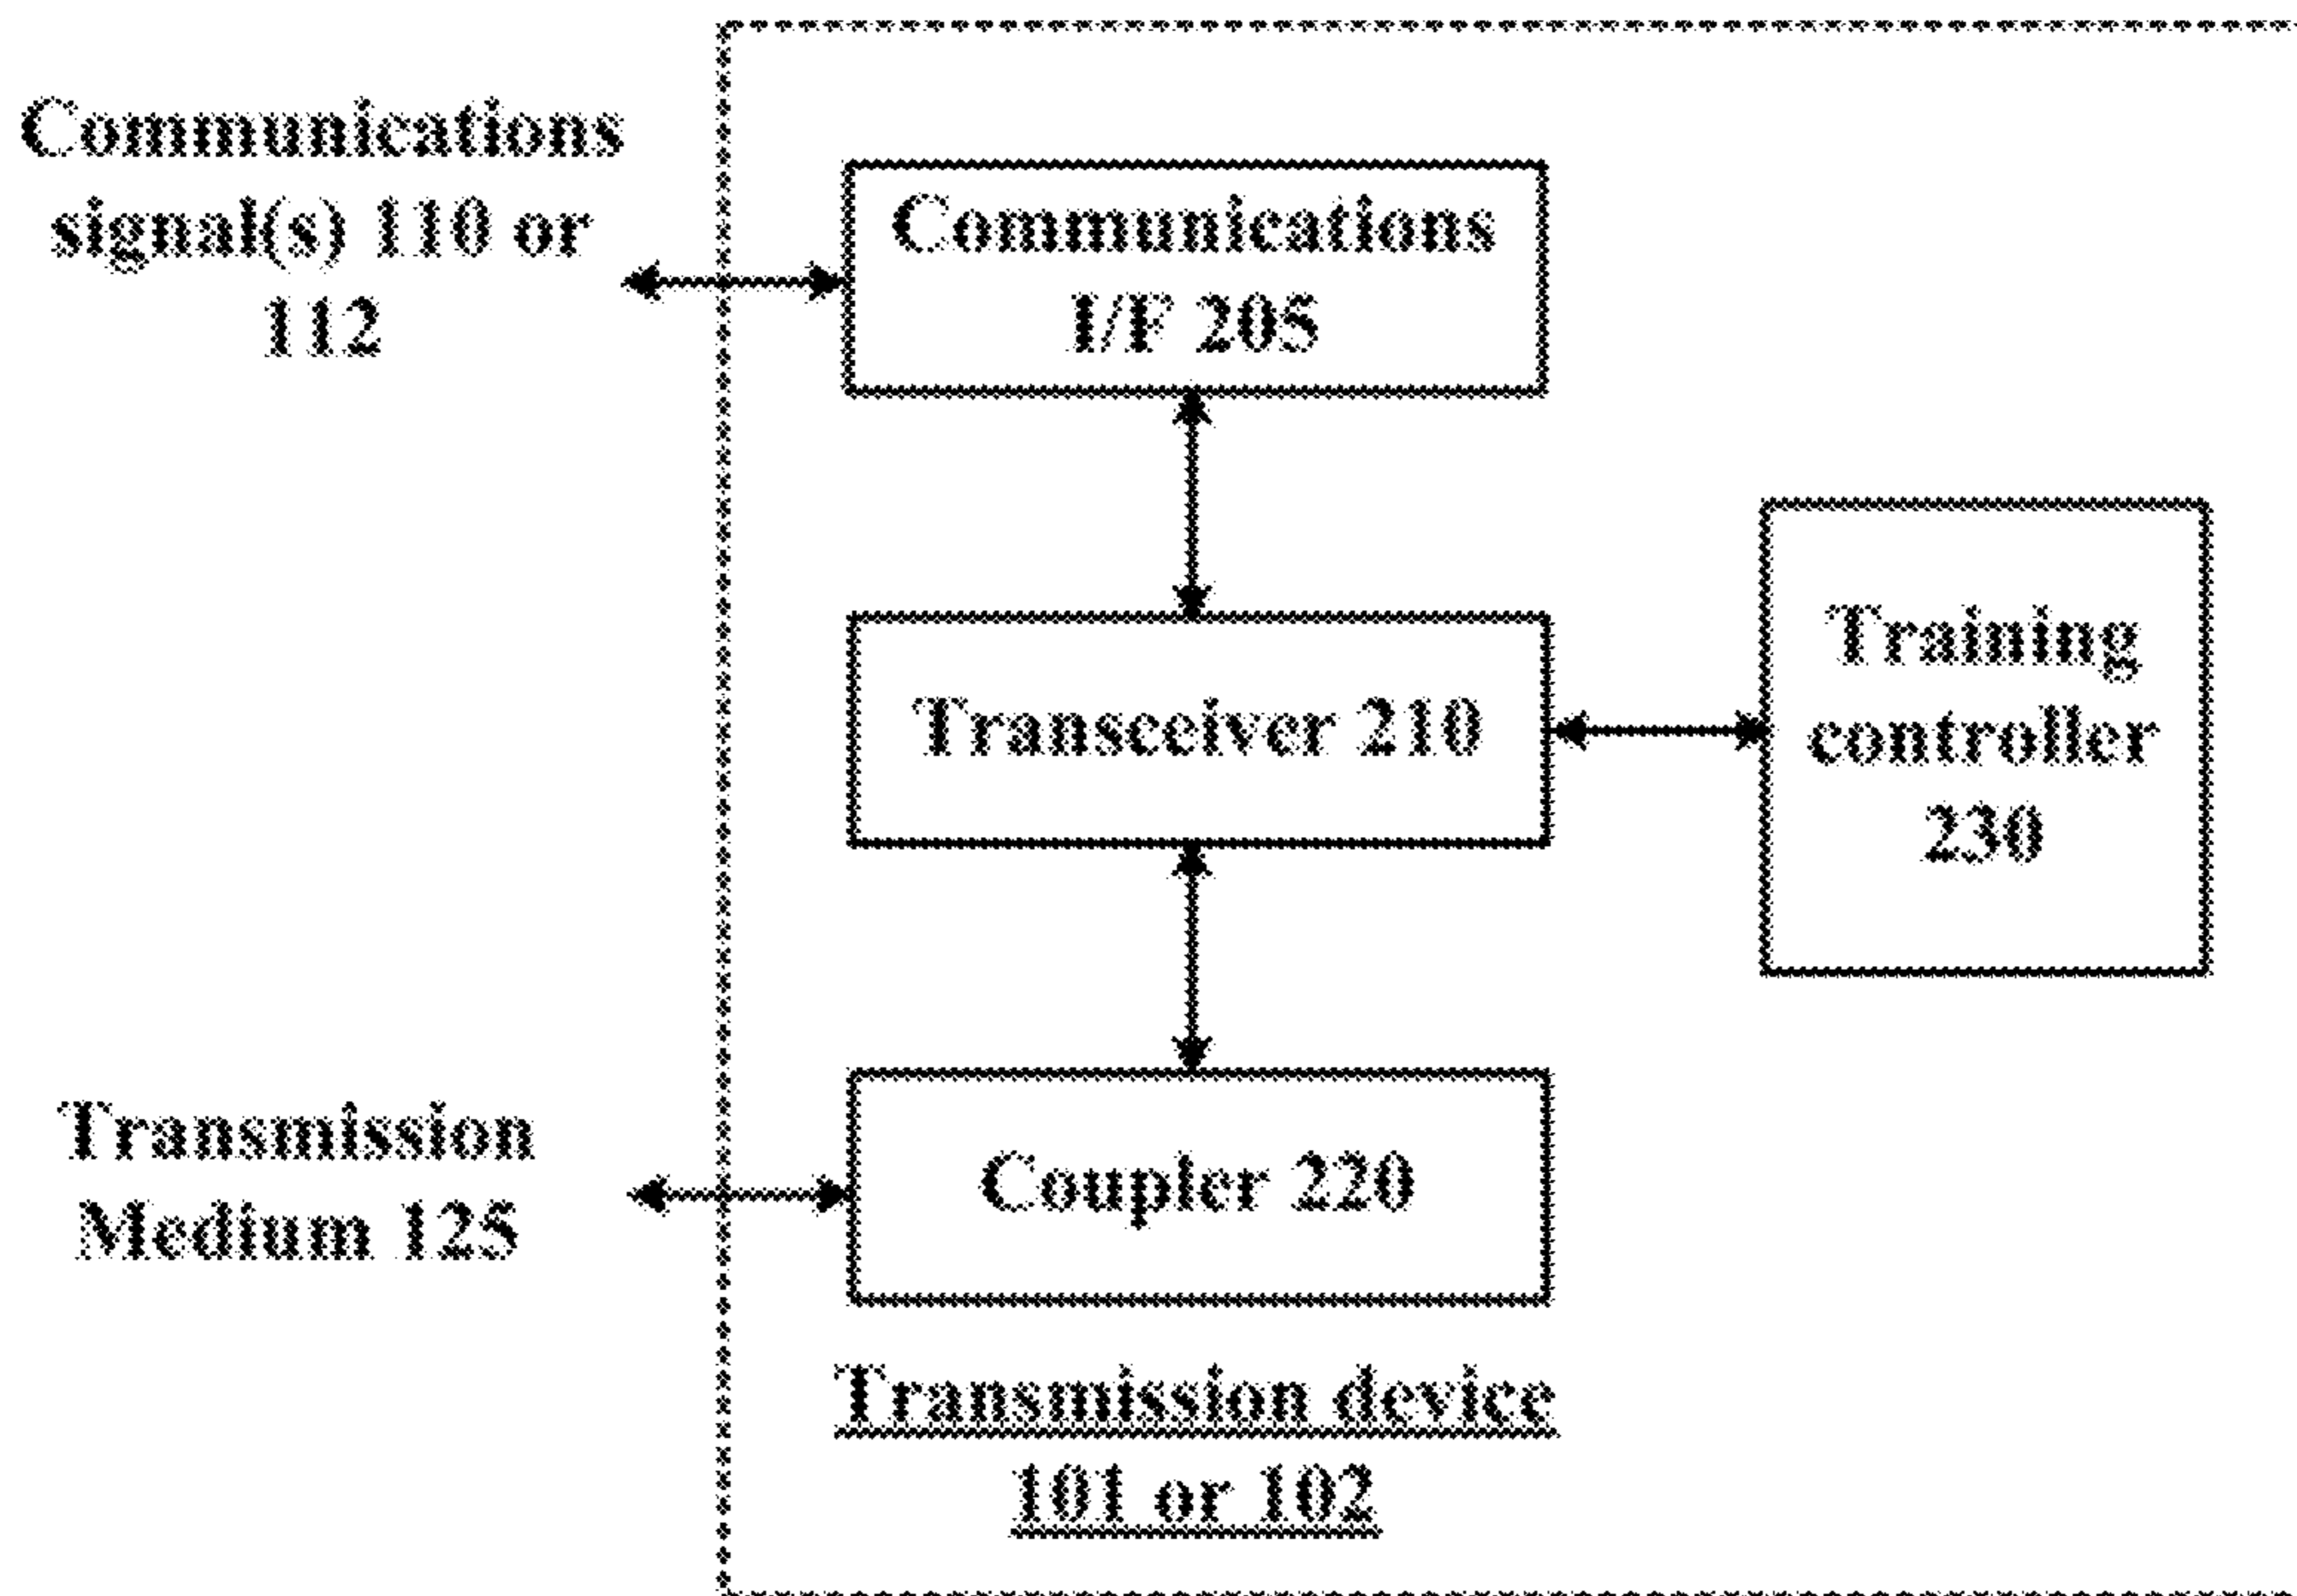 Communications
signal(s) 110 or
112
Communications
I/F 205
Transceiver 210
Training
controller
230
Transmission
Medium 125
Coupler 220
Transmission device
101 or 102